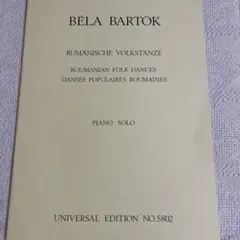 BÉLA BARTÓK
RUMÄNISCHE VOLKSTÄNZE
ROUMANIAN FOLK DANCES
DANSES POPULAIRES ROUMAINES
PIANO SOLO
UNIVERSAL EDITION NO. 5802